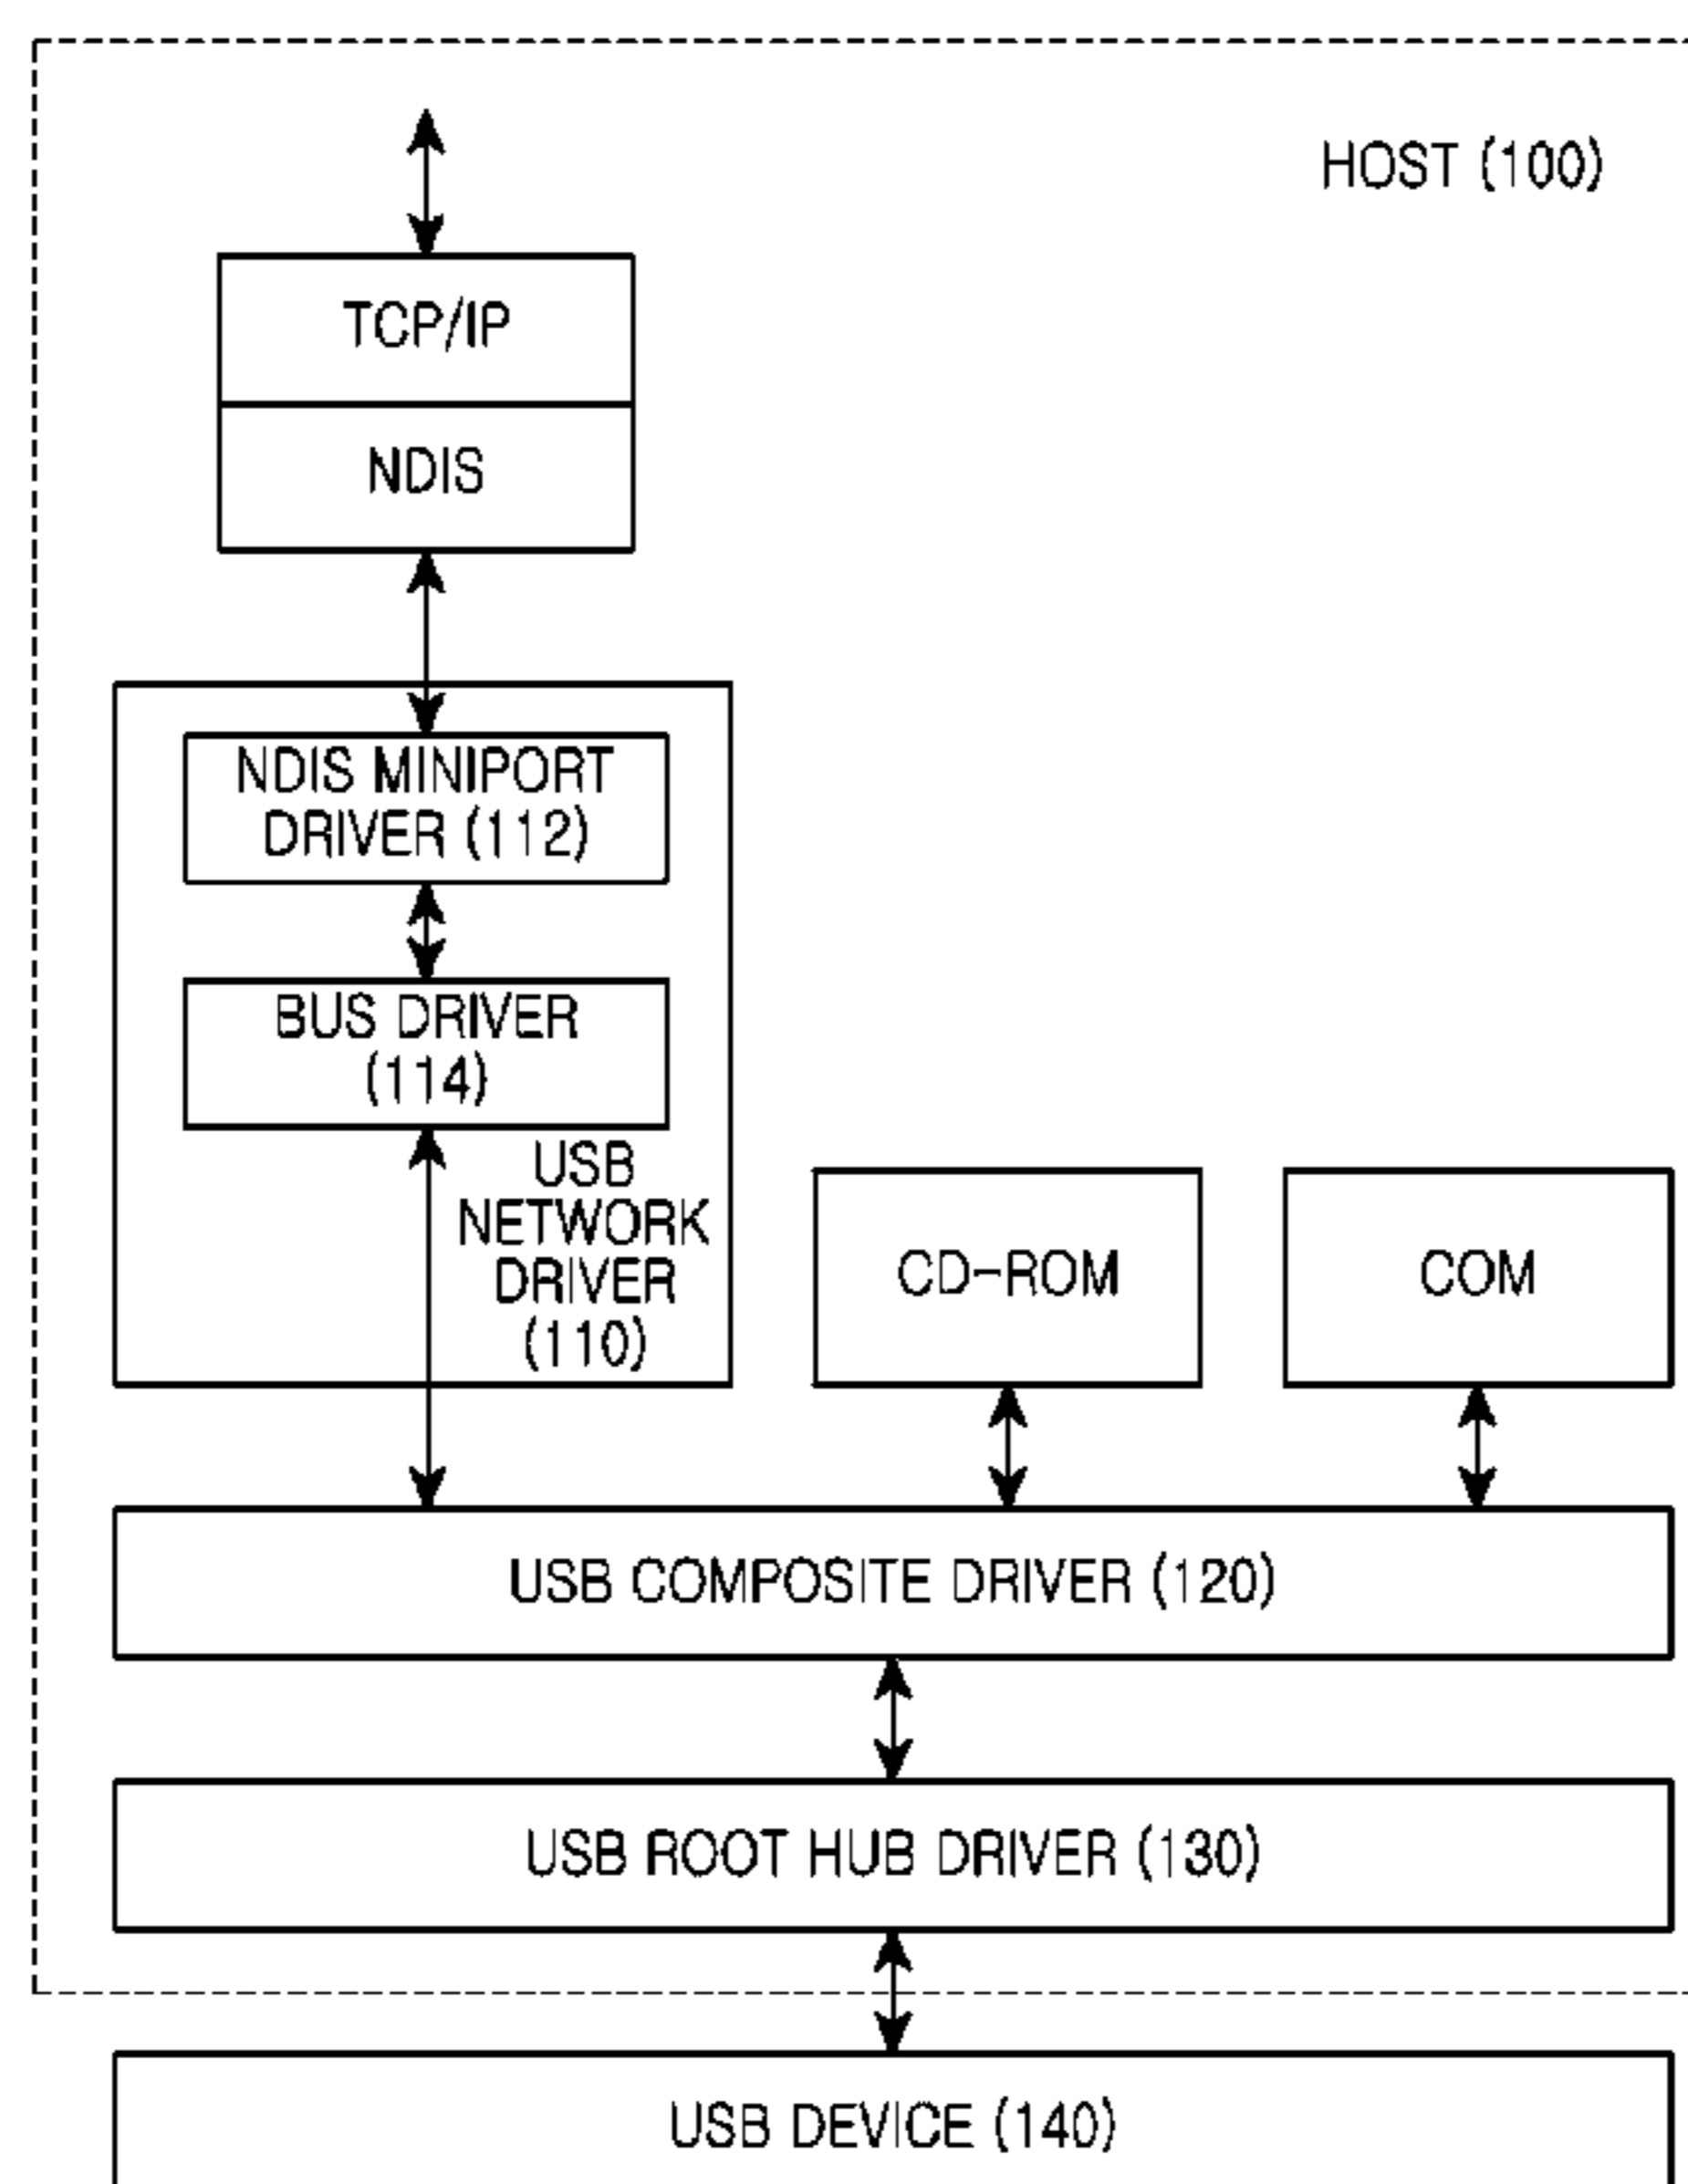 HOST (100)
TCP/IP
NDIS
NDIS MINIPORT
DRIVER (112)
BUS DRIVER
(114)
USB
NETWORK
DRIVER
(110)
CD-ROM
COM
USB COMPOSITE DRIVER (120)
USB ROOT HUB DRIVER (130)
USB DEVICE (140)